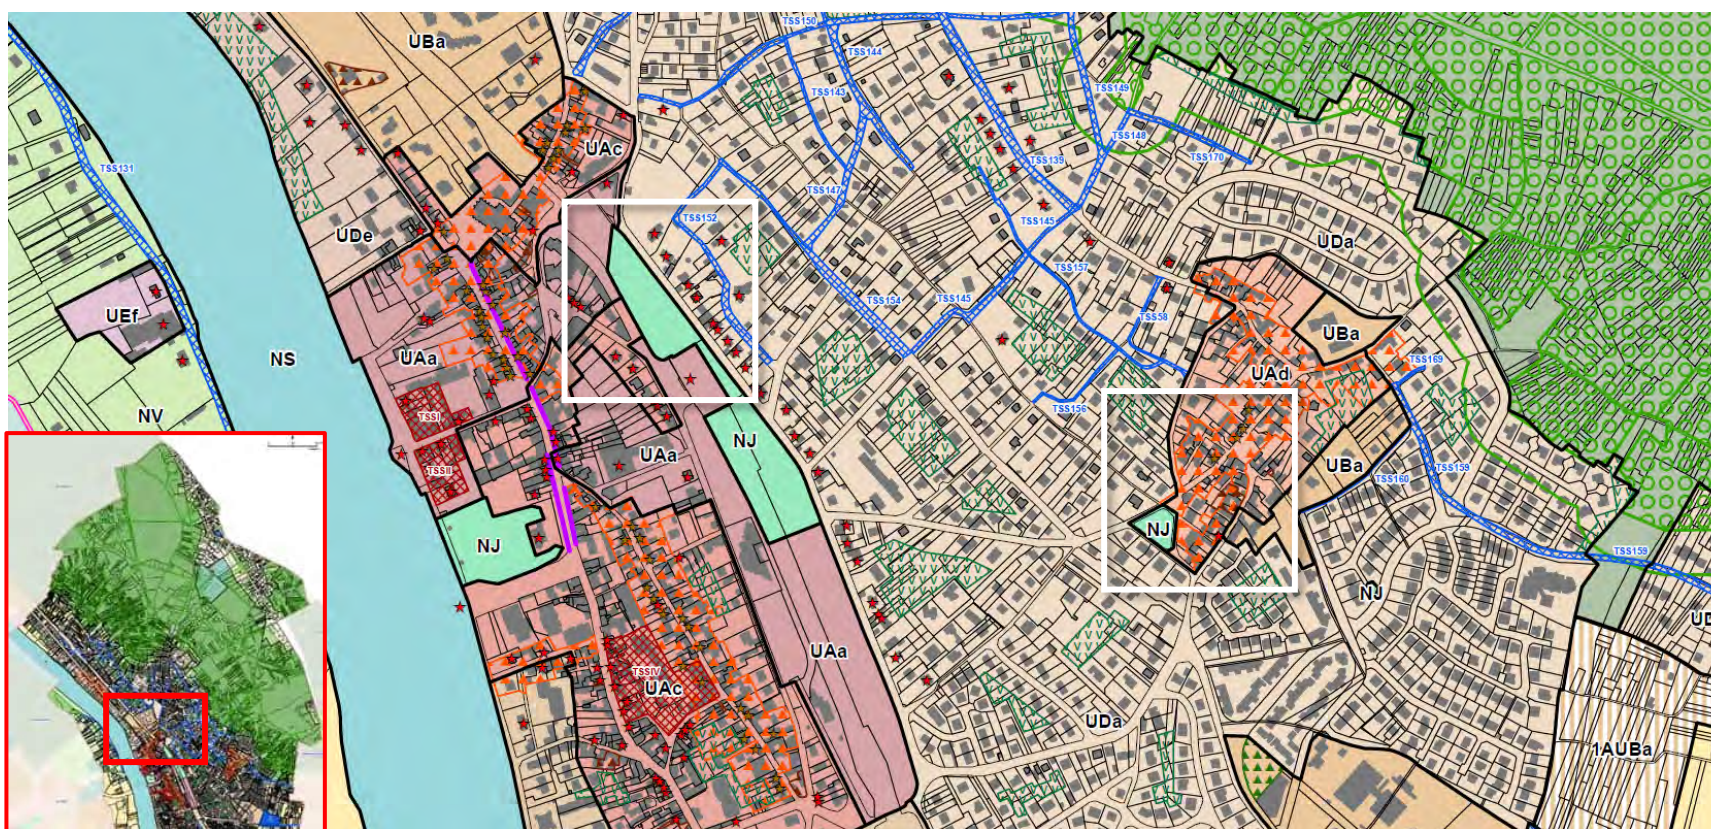 UBa
TSS150
TSS144
TSS143
TSS149
TSS148
TSS131
UAc
TSS139
TSS170
TSS147
TSS152
TSS145
UDe
UDa
TSS157
UEf
NS
TSS154
TSS145
TSS58
UBa
UAa
TSS169
UAd
TSSI
TSS156
NV
NJ
UAa
TSSII
UBa
TSS159
TSS160
NJ
NJ
TSS159
NJ
UAa
TSSIV
UAc
UDa
1AUBa